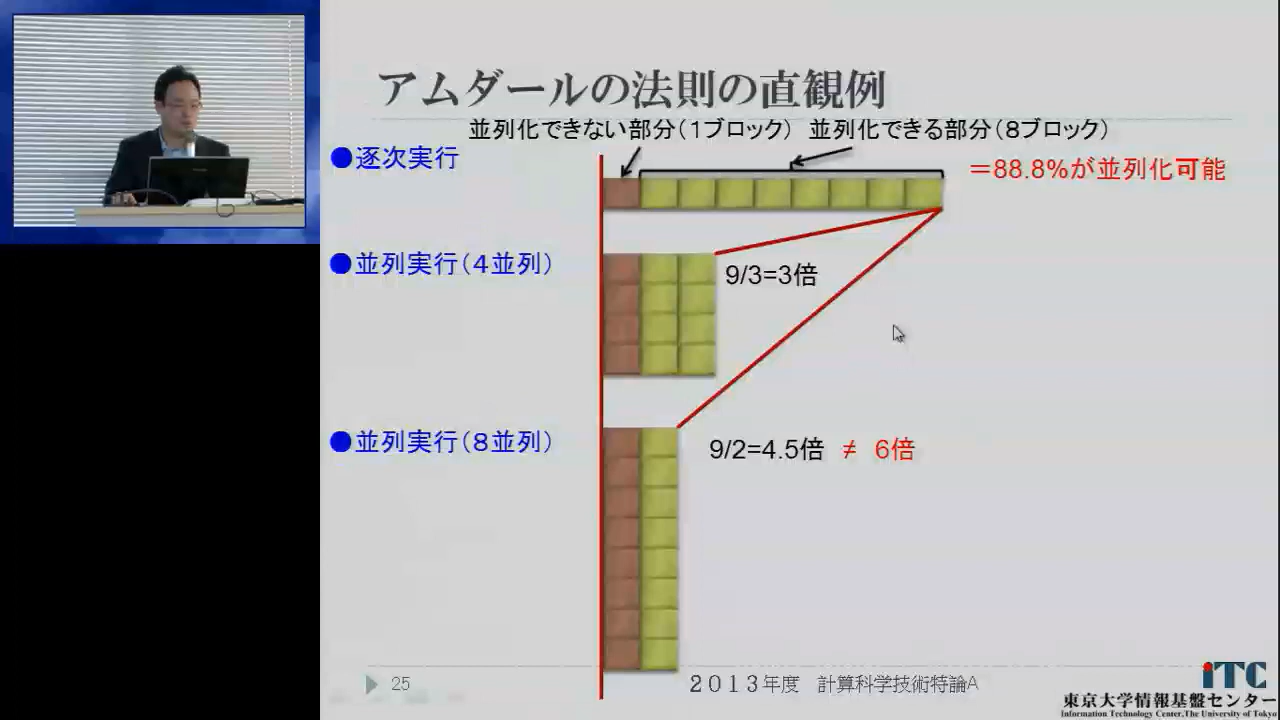 アムダールの法則の直観例
並列化できない部分（1ブロック） 並列化できる部分（8ブロック）
●逐次実行
＝88.8%が並列化可能
●並列実行（４並列）
9/3=3倍
●並列実行（８並列）
9/2=4.5倍 ≠ 6倍
25
２０１３年度 計算科学技術特論A
iTC
東京大学情報基盤センター
Information Technology Center, The University of Tokyo